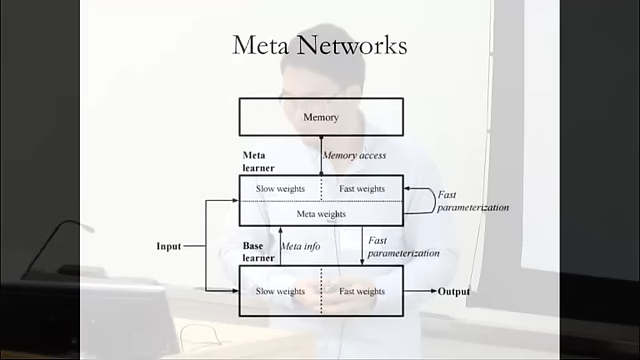 Meta Networks
Memory
Meta
learner
Memory access
Slow weights
Fast weights
Meta weights
Fast
parameterization
Input
Base
learner
Meta info
Fast
parameterization
Slow weights
Fast weights
Output